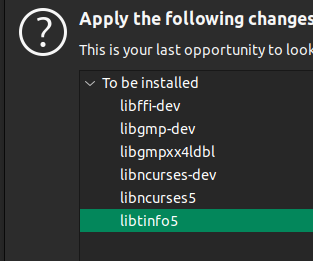 Apply the following changes
This is your last opportunity to look
To be installed
libffi-dev
libgmp-dev
libgmpxx4ldbl
libncurses-dev
libncurses5
libtinfo5